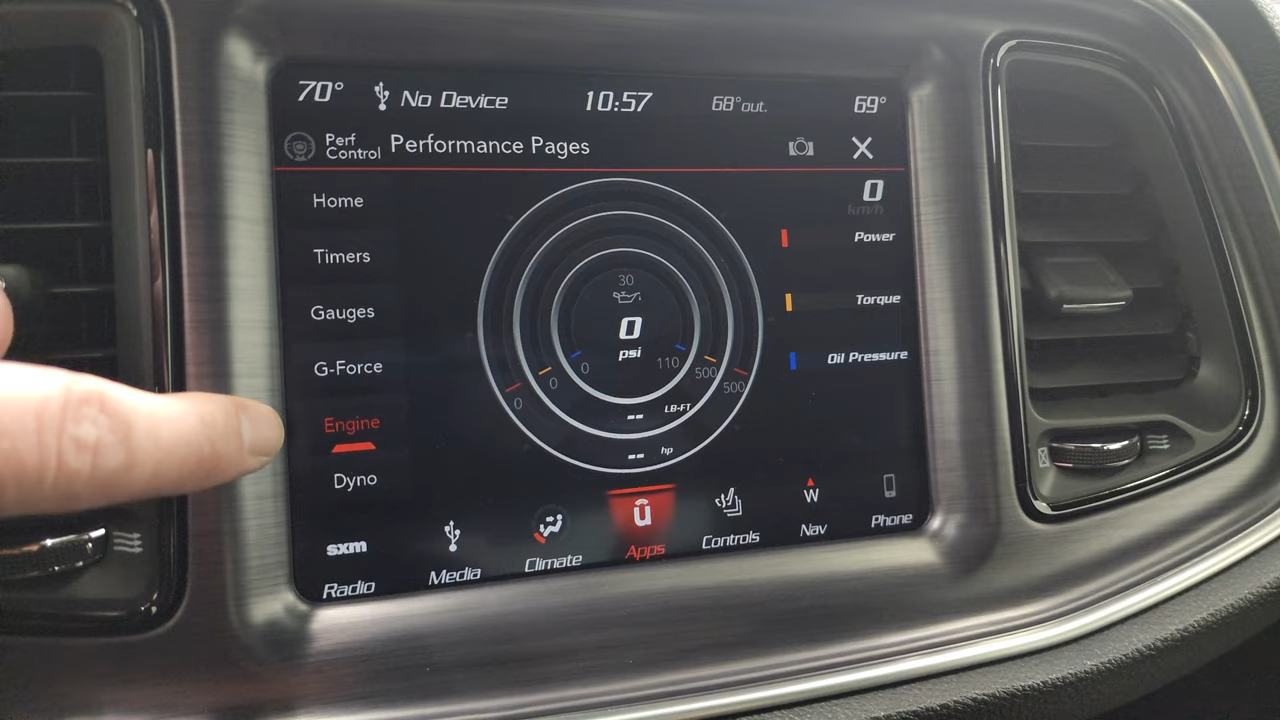 70° No Device 10:57 68°out. 69°
Perf Control Performance Pages
0
km/h
Home
Timers
Gauges
G-Force
Engine
Dyno
30
0
psi
0 110
0 500
0 500
-- LB-FT
-- hp
Power
Torque
Oil Pressure
sxm
Radio
Media
Climate
û
Apps
Controls
W
Nav
Phone